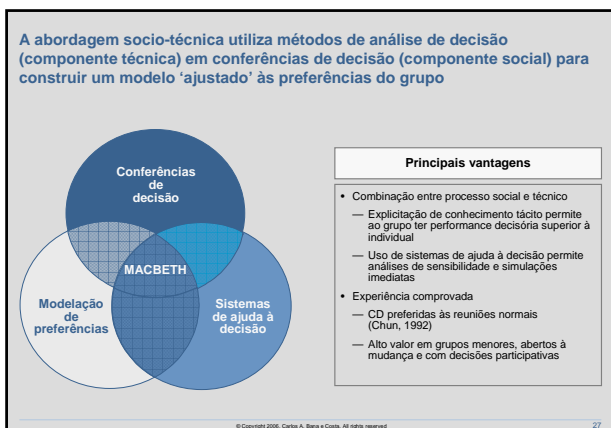 A abordagem socio-técnica utiliza métodos de análise de decisão
(componente técnica) em conferências de decisão (componente social) para
construir um modelo ‘ajustado’ às preferências do grupo
Conferências
de
decisão
MACBETH
Modelação
de
preferências
Sistemas
de ajuda à
decisão
Principais vantagens
• Combinação entre processo social e técnico
— Explicitação de conhecimento tácito permite
ao grupo ter performance decisória superior à
individual
— Uso de sistemas de ajuda à decisão permite
análises de sensibilidade e simulações
imediatas
• Experiência comprovada
— CD preferidas às reuniões normais
(Chun, 1992)
— Alto valor em grupos menores, abertos à
mudança e com decisões participativas
© Copyright 2006, Carlos A. Bana e Costa. All rights reserved
27